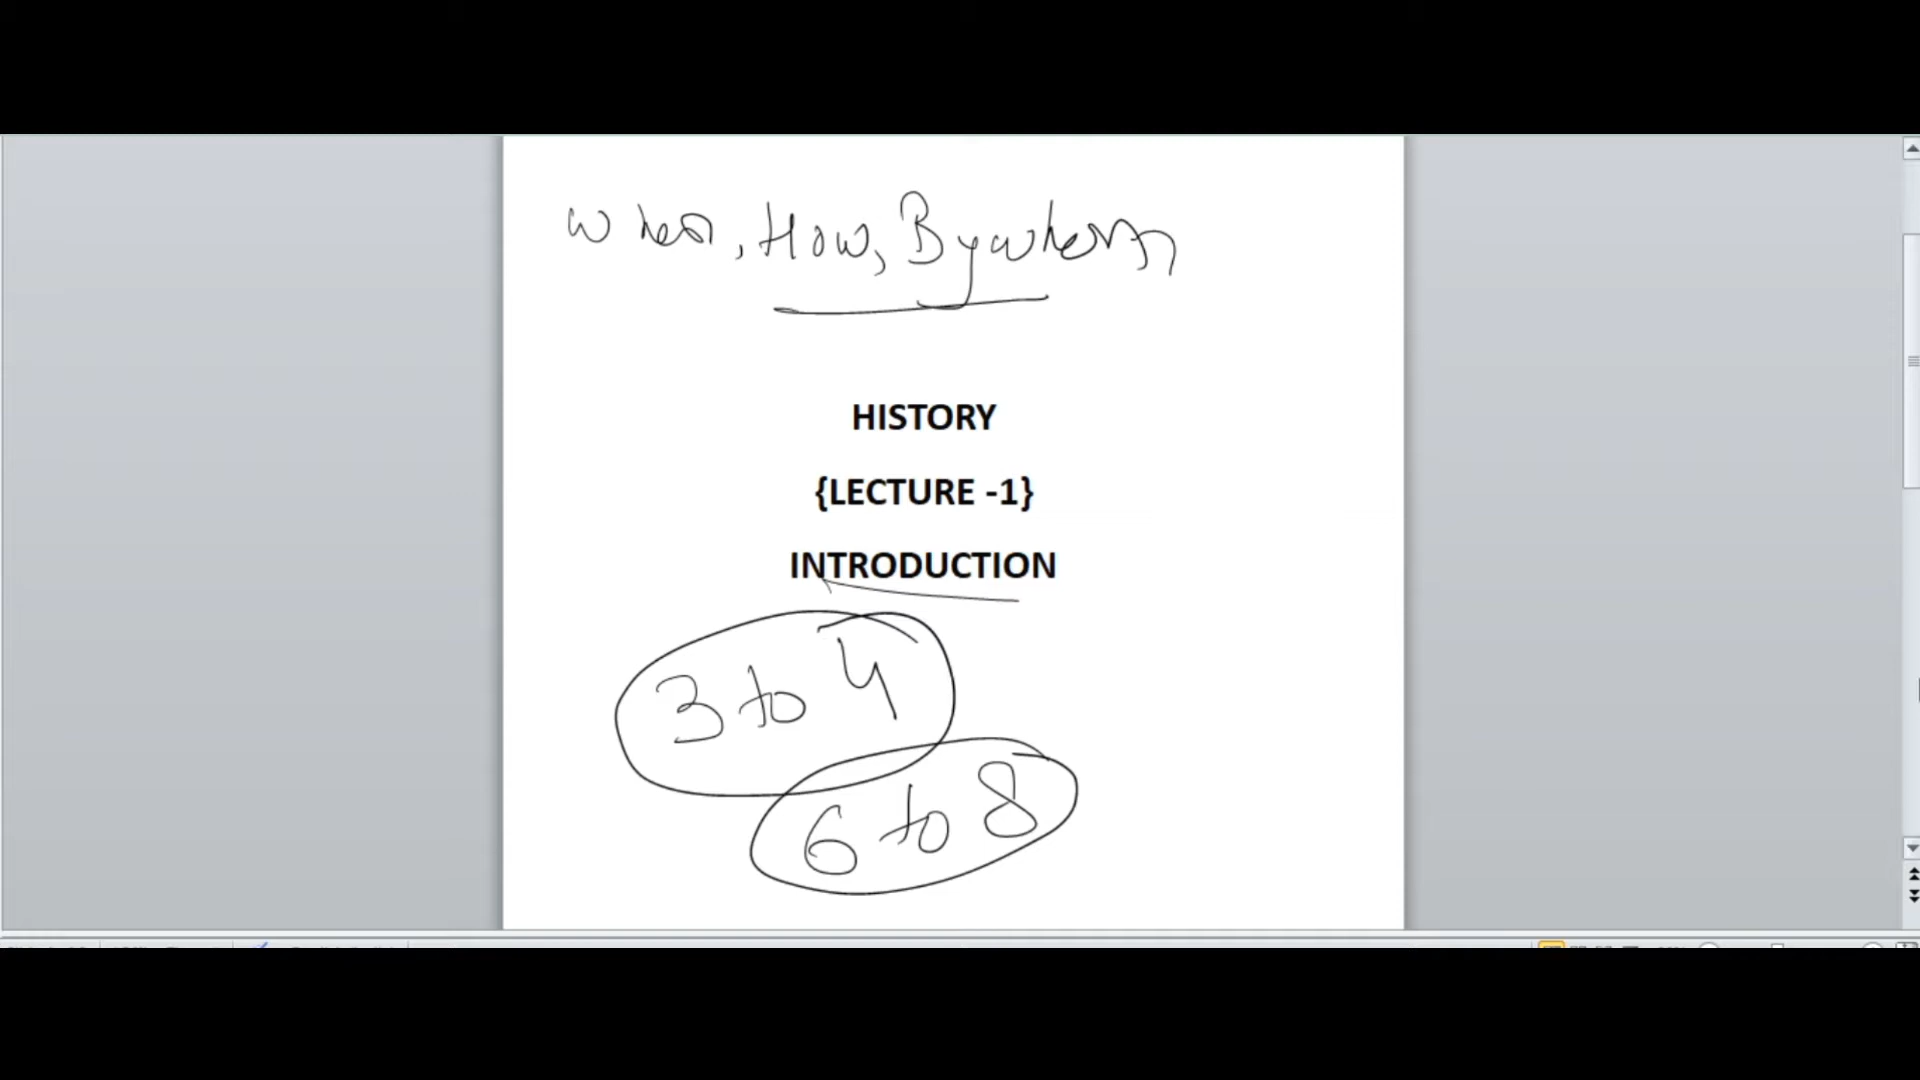 When, How, By whom,
HISTORY
{LECTURE -1}
INTRODUCTION
3 to 4
6 to 8